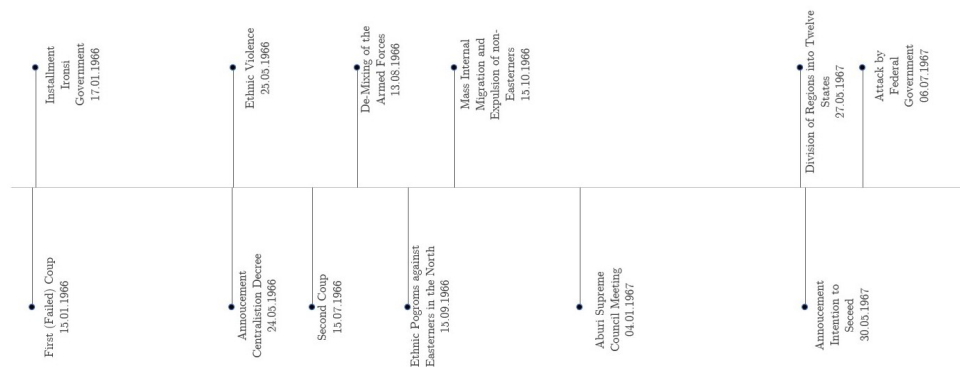 Installment
Ironsi
Government
17.01.1966
Ethnic Violence
25.05.1966
De-Mixing of the
Armed Forces
13.08.1966
Mass Internal
Migration and
Expulsion of non-
Easterners
15.10.1966
Division of Regions into Twelve
States
27.05.1967
Attack by
Federal
Government
06.07.1967
First (Failed) Coup
15.01.1966
Annoucement
Centralistion Decree
24.05.1966
Second Coup
15.07.1966
Ethnic Pogroms against
Easterners in the North
15.09.1966
Aburi Supreme
Council Meeting
04.01.1967
Annoucement
Intention to
Seceed
30.05.1967